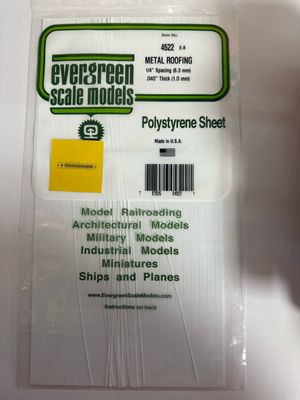 Item No.
4522
METAL ROOFING
1/4" Spacing (6.3 mm)
.040" Thick (1.0 mm)
evergreen
scale models
Polystyrene Sheet
Made in U.S.A.
Model Railroading
Architectural Models
Military Models
Industrial Models
Miniatures
Ships and Planes
www.EvergreenScaleModels.com
Instructions on back